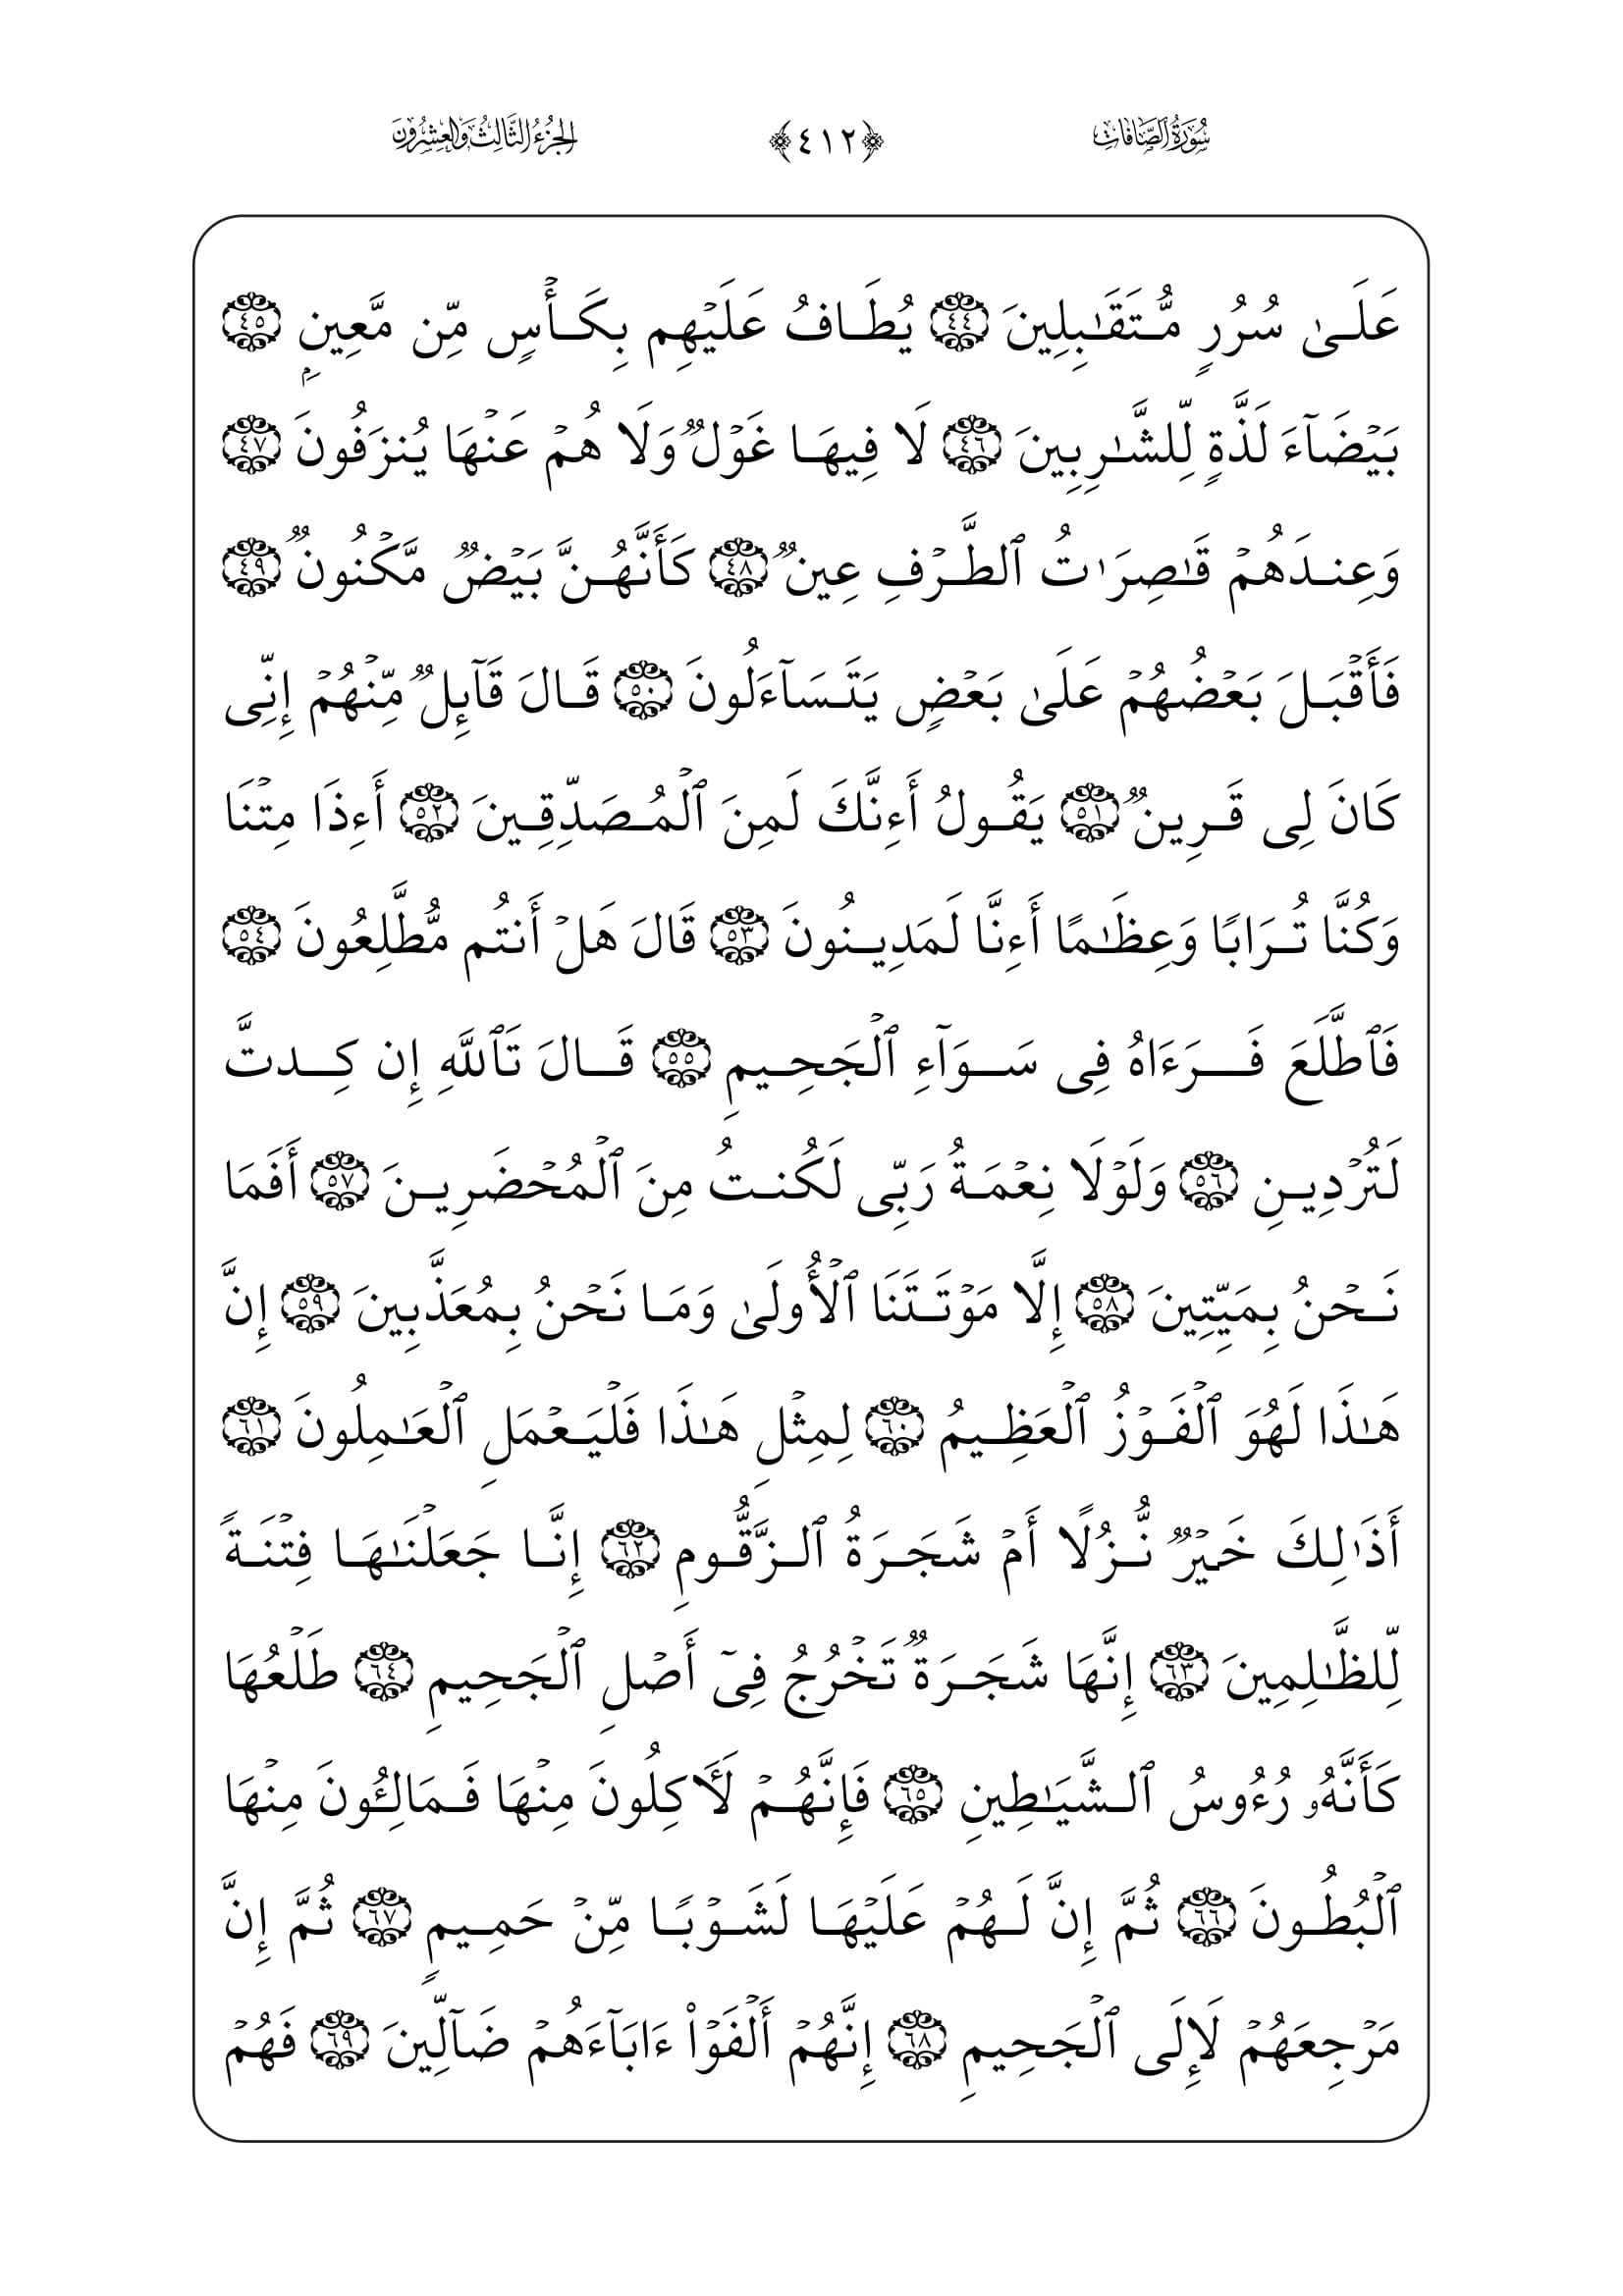 سُورَةُ الصَّافَّاتِ ﴿٤١٢﴾ الجُزْءُ الثَّالِثُ وَالعِشْرُونَ
عَلَىٰ سُرُرٍ مُّتَقَـٰبِلِينَ ٤٤ يُطَافُ عَلَيْهِم بِكَأْسٍ مِّن مَّعِينٍۭ ٤٥
بَيْضَآءَ لَذَّةٍ لِّلشَّـٰرِبِينَ ٤٦ لَا فِيهَا غَوْلٌ وَلَا هُمْ عَنْهَا يُنزَفُونَ ٤٧
وَعِندَهُمْ قَـٰصِرَٰتُ ٱلطَّرْفِ عِينٌ ٤٨ كَأَنَّهُنَّ بَيْضٌ مَّكْنُونٌ ٤٩
فَأَقْبَلَ بَعْضُهُمْ عَلَىٰ بَعْضٍ يَتَسَآءَلُونَ ٥٠ قَالَ قَآئِلٌ مِّنْهُمْ إِنِّى
كَانَ لِى قَرِينٌ ٥١ يَقُولُ أَءِنَّكَ لَمِنَ ٱلْمُصَدِّقِينَ ٥٢ أَءِذَا مِتْنَا
وَكُنَّا تُرَابًا وَعِظَـٰمًا أَءِنَّا لَمَدِينُونَ ٥٣ قَالَ هَلْ أَنتُم مُّطَّلِعُونَ ٥٤
فَٱطَّلَعَ فَرَءَاهُ فِى سَوَآءِ ٱلْجَحِيمِ ٥٥ قَالَ تَٱللَّهِ إِن كِدتَّ
لَتُرْدِينِ ٥٦ وَلَوْلَا نِعْمَةُ رَبِّى لَكُنتُ مِنَ ٱلْمُحْضَرِينَ ٥٧ أَفَمَا
نَحْنُ بِمَيِّتِينَ ٥٨ إِلَّا مَوْتَتَنَا ٱلْأُولَىٰ وَمَا نَحْنُ بِمُعَذَّبِينَ ٥٩ إِنَّ
هَـٰذَا لَهُوَ ٱلْفَوْزُ ٱلْعَظِيمُ ٦٠ لِمِثْلِ هَـٰذَا فَلْيَعْمَلِ ٱلْعَـٰمِلُونَ ٦١
أَذَٰلِكَ خَيْرٌ نُّزُلًا أَمْ شَجَرَةُ ٱلزَّقُّومِ ٦٢ إِنَّا جَعَلْنَـٰهَا فِتْنَةً
لِّلظَّـٰلِمِينَ ٦٣ إِنَّهَا شَجَرَةٌ تَخْرُجُ فِىٓ أَصْلِ ٱلْجَحِيمِ ٦٤ طَلْعُهَا
كَأَنَّهُۥ رُءُوسُ ٱلشَّيَـٰطِينِ ٦٥ فَإِنَّهُمْ لَـَٔاكِلُونَ مِنْهَا فَمَالِـُٔونَ مِنْهَا
ٱلْبُطُونَ ٦٦ ثُمَّ إِنَّ لَهُمْ عَلَيْهَا لَشَوْبًا مِّنْ حَمِيمٍ ٦٧ ثُمَّ إِنَّ
مَرْجِعَهُمْ لَإِلَى ٱلْجَحِيمِ ٦٨ إِنَّهُمْ أَلْفَوْا۟ ءَابَآءَهُمْ ضَآلِّينَ ٦٩ فَهُمْ